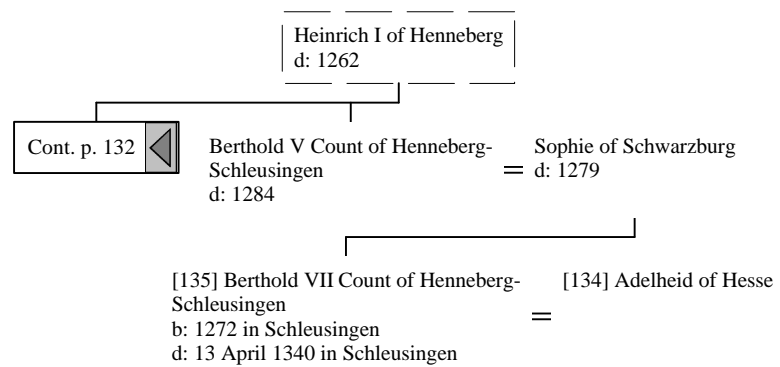 Heinrich I of Henneberg
d: 1262
Cont. p. 132
Berthold V Count of Henneberg-
Schleusingen
d: 1284
=
Sophie of Schwarzburg
d: 1279
[135] Berthold VII Count of Henneberg-
Schleusingen
b: 1272 in Schleusingen
d: 13 April 1340 in Schleusingen
=
[134] Adelheid of Hesse